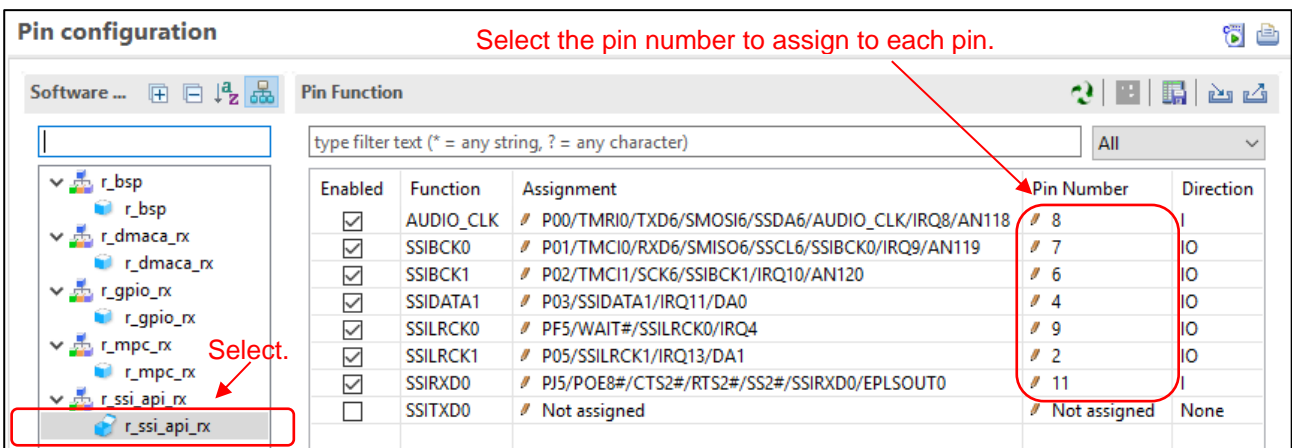 Pin configuration
Select the pin number to assign to each pin.
Software ...
Pin Function
type filter text (* = any string, ? = any character)
All
r_bsp
r_bsp
r_dmaca_rx
r_dmaca_rx
r_gpio_rx
r_gpio_rx
r_mpc_rx
r_mpc_rx
r_ssi_api_rx
r_ssi_api_rx
Select.
Enabled Function Assignment Pin Number Direction
AUDIO_CLK P00/TMRI0/TXD6/SMOSI6/SSDA6/AUDIO_CLK/IRQ8/AN118 8 I
SSIBCK0 P01/TMCI0/RXD6/SMISO6/SSCL6/SSIBCK0/IRQ9/AN119 7 IO
SSIBCK1 P02/TMCI1/SCK6/SSIBCK1/IRQ10/AN120 6 IO
SSIDATA1 P03/SSIDATA1/IRQ11/DA0 4 IO
SSILRCK0 PF5/WAIT#/SSILRCK0/IRQ4 9 IO
SSILRCK1 P05/SSILRCK1/IRQ13/DA1 2 IO
SSIRXD0 PJ5/POE8#/CTS2#/RTS2#/SS2#/SSIRXD0/EPLSOUT0 11 I
SSITXD0 Not assigned Not assigned None